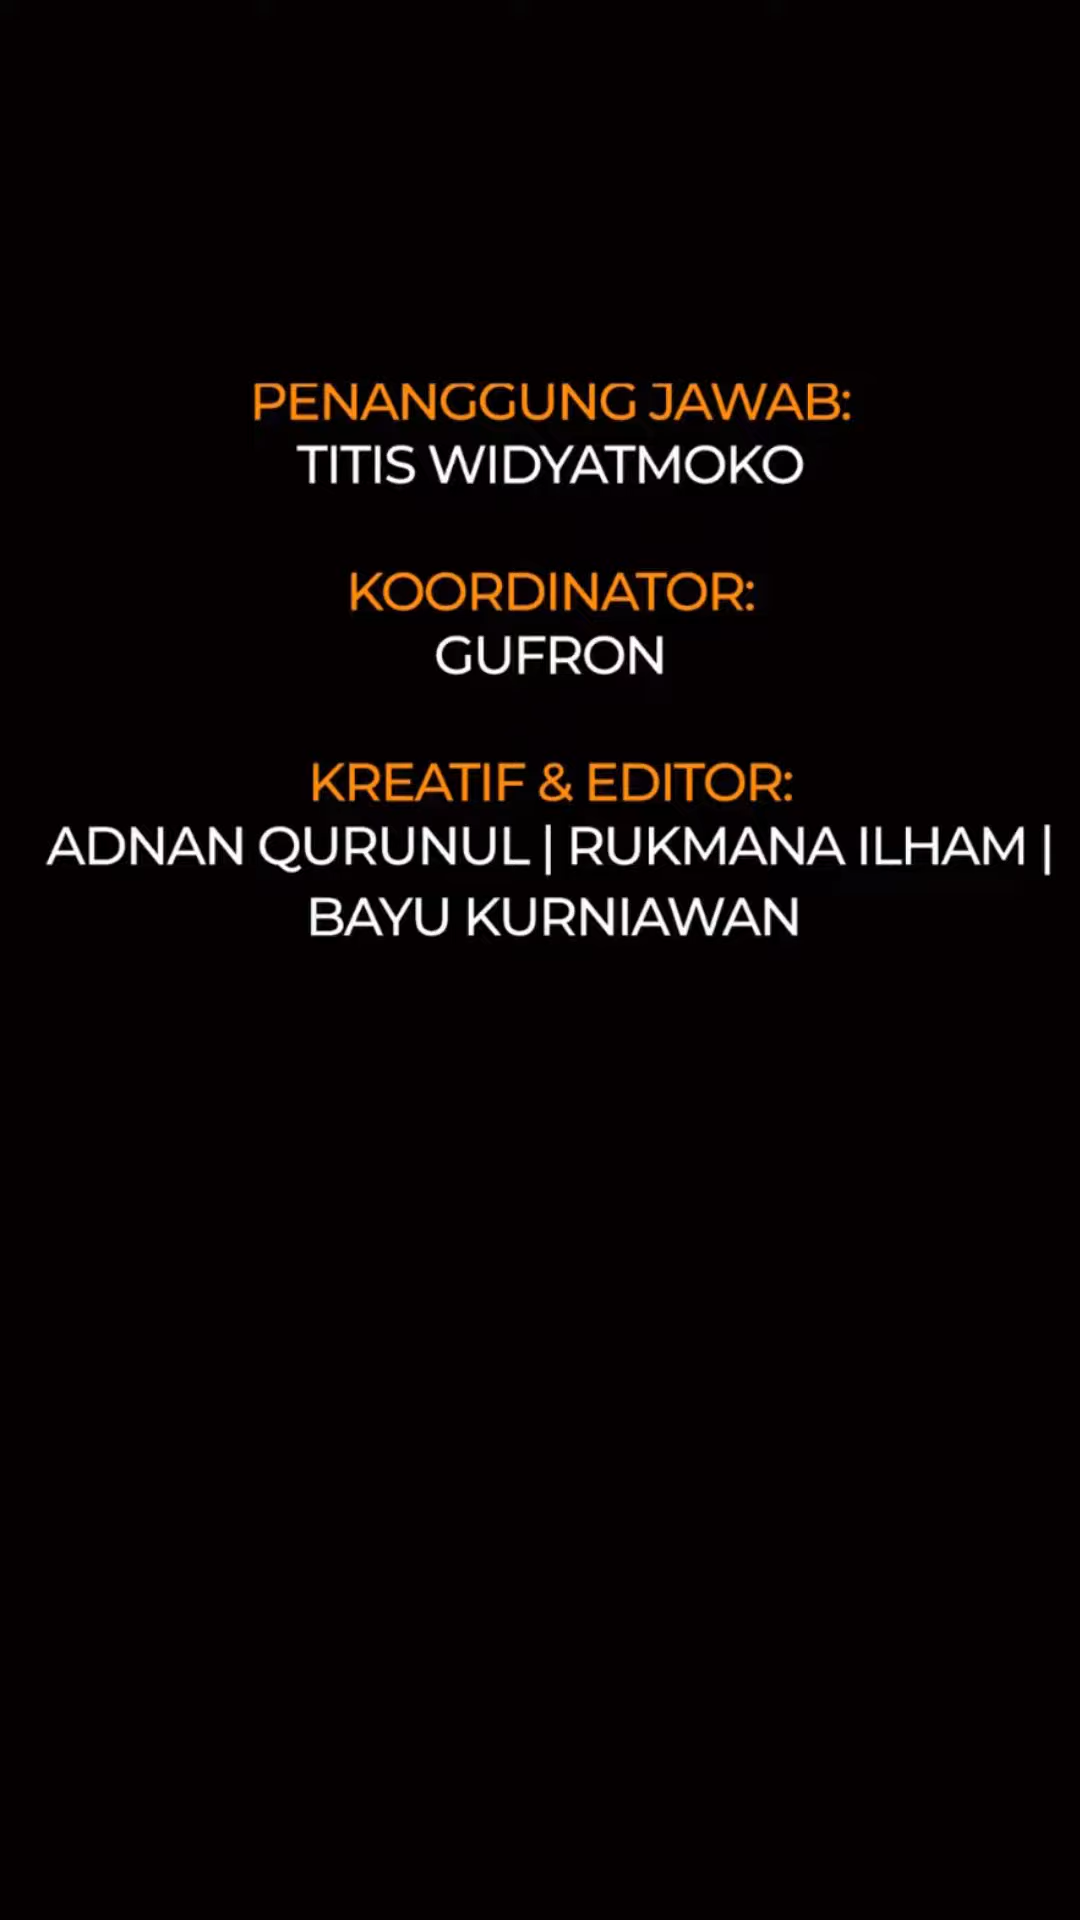 PENANGGUNG JAWAB:
TITIS WIDYATMOKO
KOORDINATOR:
GUFRON
KREATIF & EDITOR:
ADNAN QURUNUL | RUKMANA ILHAM |
BAYU KURNIAWAN